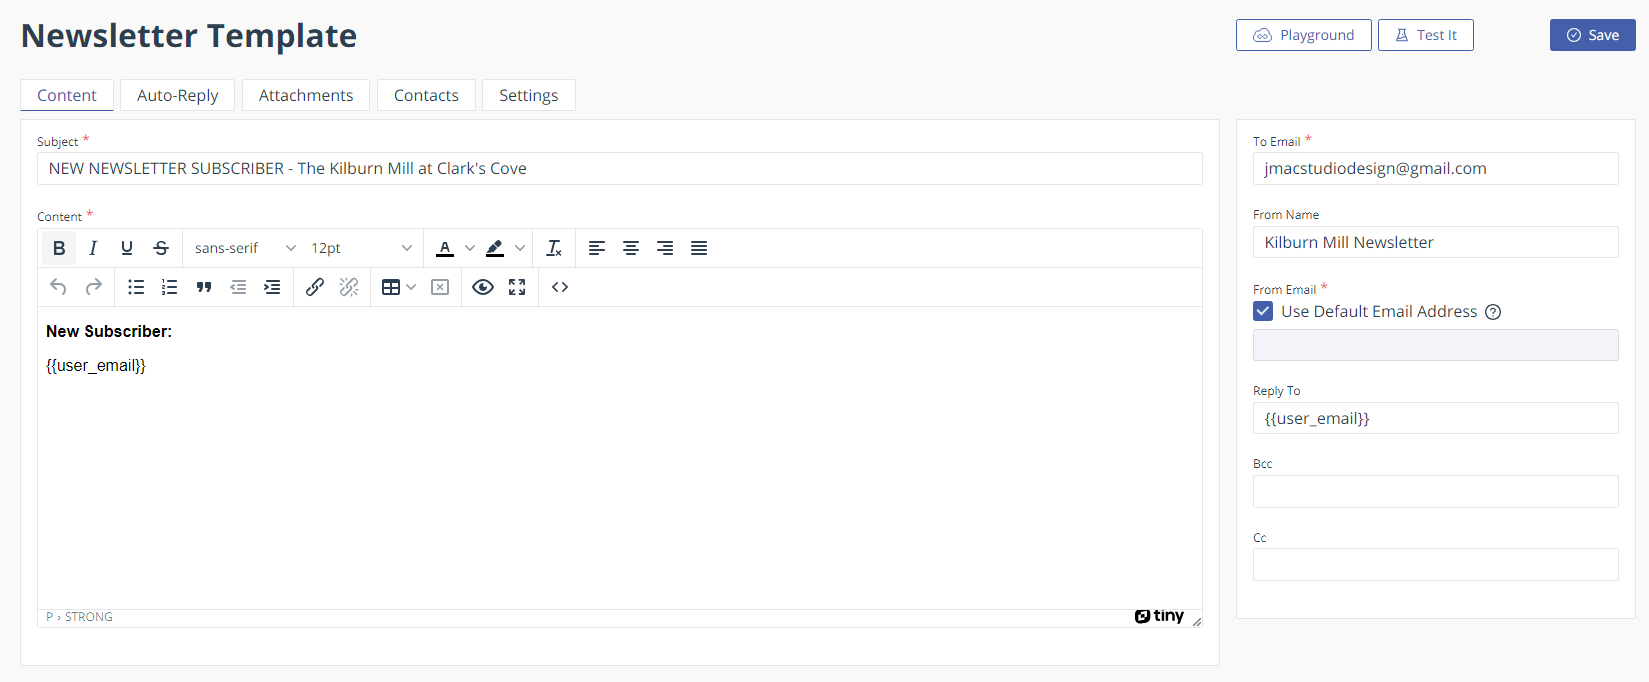 Newsletter Template
Playground
Test It
Save
Content
Auto-Reply
Attachments
Contacts
Settings
Subject *
NEW NEWSLETTER SUBSCRIBER - The Kilburn Mill at Clark's Cove
Content *
B I U S sans-serif 12pt A
New Subscriber:
{{user_email}}
P › STRONG
tiny
To Email *
jmacstudiodesign@gmail.com
From Name
Kilburn Mill Newsletter
From Email *
Use Default Email Address
Reply To
{{user_email}}
Bcc
Cc